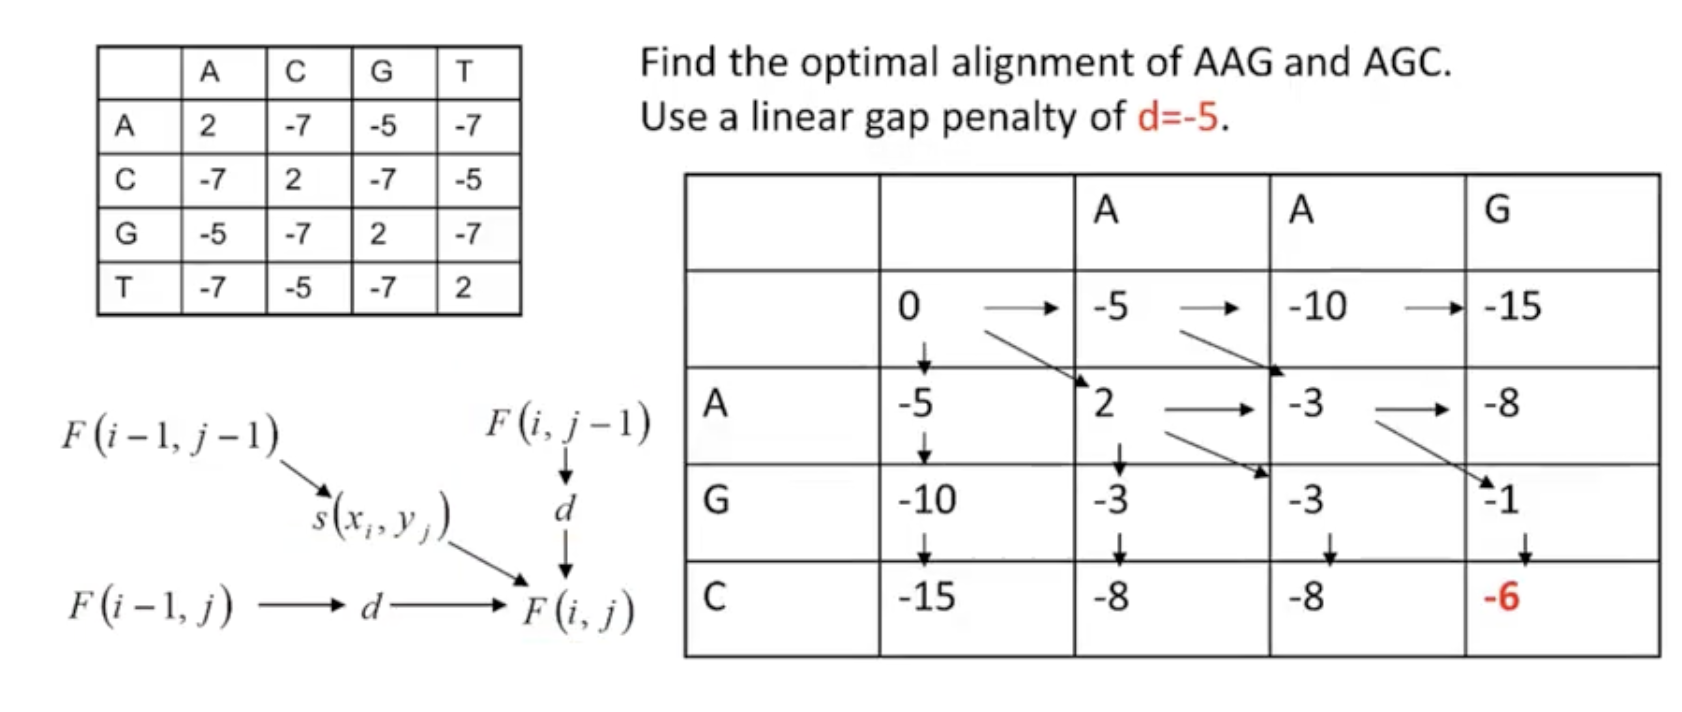 A C G T
A 2 -7 -5 -7
C -7 2 -7 -5
G -5 -7 2 -7
T -7 -5 -7 2
Find the optimal alignment of AAG and AGC.
Use a linear gap penalty of d=-5.
F(i−1, j−1)
F(i, j−1)
s(xᵢ, yⱼ)
d
F(i−1, j)
d
F(i, j)
A A G
0 -5 -10 -15
A -5 2 -3 -8
G -10 -3 -3 -1
C -15 -8 -8 -6